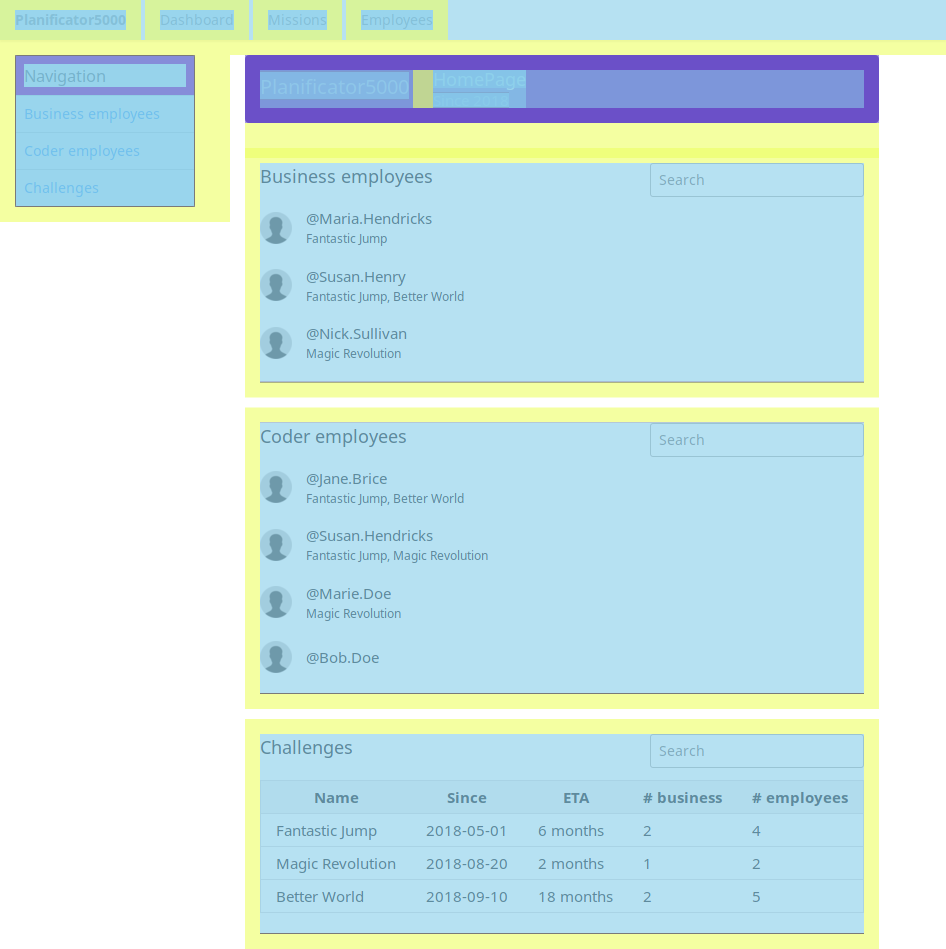 Planificator5000 Dashboard Missions Employees
Navigation
Business employees
Coder employees
Challenges
Planificator5000 HomePage
Since 2018
Business employees Search
@Maria.Hendricks
Fantastic Jump
@Susan.Henry
Fantastic Jump, Better World
@Nick.Sullivan
Magic Revolution
Coder employees Search
@Jane.Brice
Fantastic Jump, Better World
@Susan.Hendricks
Fantastic Jump, Magic Revolution
@Marie.Doe
Magic Revolution
@Bob.Doe
Challenges Search
Name Since ETA # business # employees
Fantastic Jump 2018-05-01 6 months 2 4
Magic Revolution 2018-08-20 2 months 1 2
Better World 2018-09-10 18 months 2 5